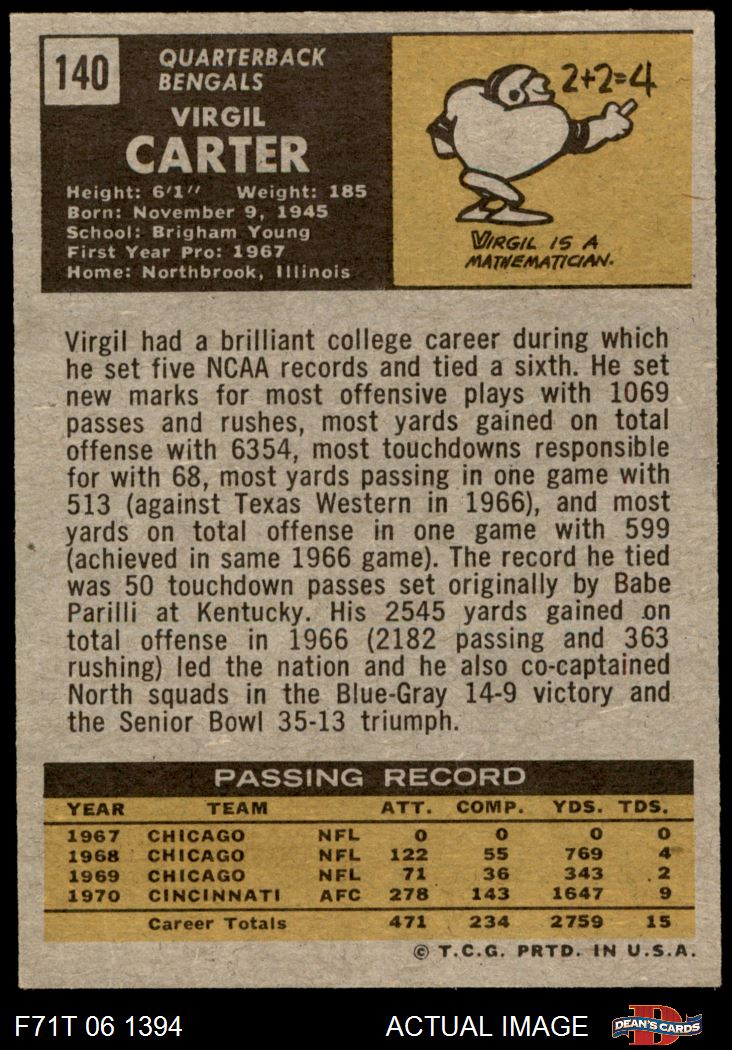 140
QUARTERBACK
BENGALS
VIRGIL
CARTER
Height: 6'1" Weight: 185
Born: November 9, 1945
School: Brigham Young
First Year Pro: 1967
Home: Northbrook, Illinois
2+2=4
VIRGIL IS A
MATHEMATICIAN.
Virgil had a brilliant college career during which
he set five NCAA records and tied a sixth. He set
new marks for most offensive plays with 1069
passes and rushes, most yards gained on total
offense with 6354, most touchdowns responsible
for with 68, most yards passing in one game with
513 (against Texas Western in 1966), and most
yards on total offense in one game with 599
(achieved in same 1966 game). The record he tied
was 50 touchdown passes set originally by Babe
Parilli at Kentucky. His 2545 yards gained on
total offense in 1966 (2182 passing and 363
rushing) led the nation and he also co-captained
North squads in the Blue-Gray 14-9 victory and
the Senior Bowl 35-13 triumph.
PASSING RECORD
YEAR TEAM ATT. COMP. YDS. TDS.
1967 CHICAGO NFL 0 0 0 0
1968 CHICAGO NFL 122 55 769 4
1969 CHICAGO NFL 71 36 343 2
1970 CINCINNATI AFC 278 143 1647 9
Career Totals 471 234 2759 15
© T.C.G. PRTD. IN U.S.A.
F71T 06 1394 ACTUAL IMAGE D DEAN'S CARDS